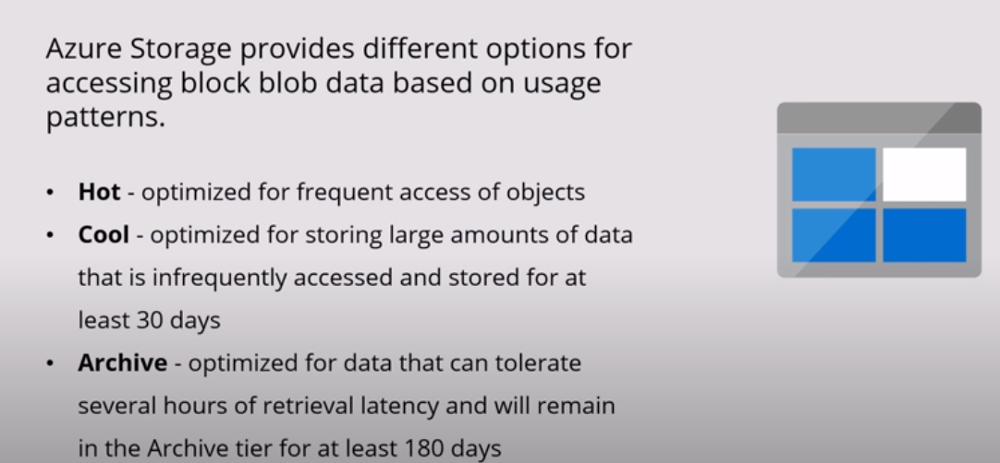 Azure Storage provides different options for
accessing block blob data based on usage
patterns.
• Hot - optimized for frequent access of objects
• Cool - optimized for storing large amounts of data
that is infrequently accessed and stored for at
least 30 days
• Archive - optimized for data that can tolerate
several hours of retrieval latency and will remain
in the Archive tier for at least 180 days